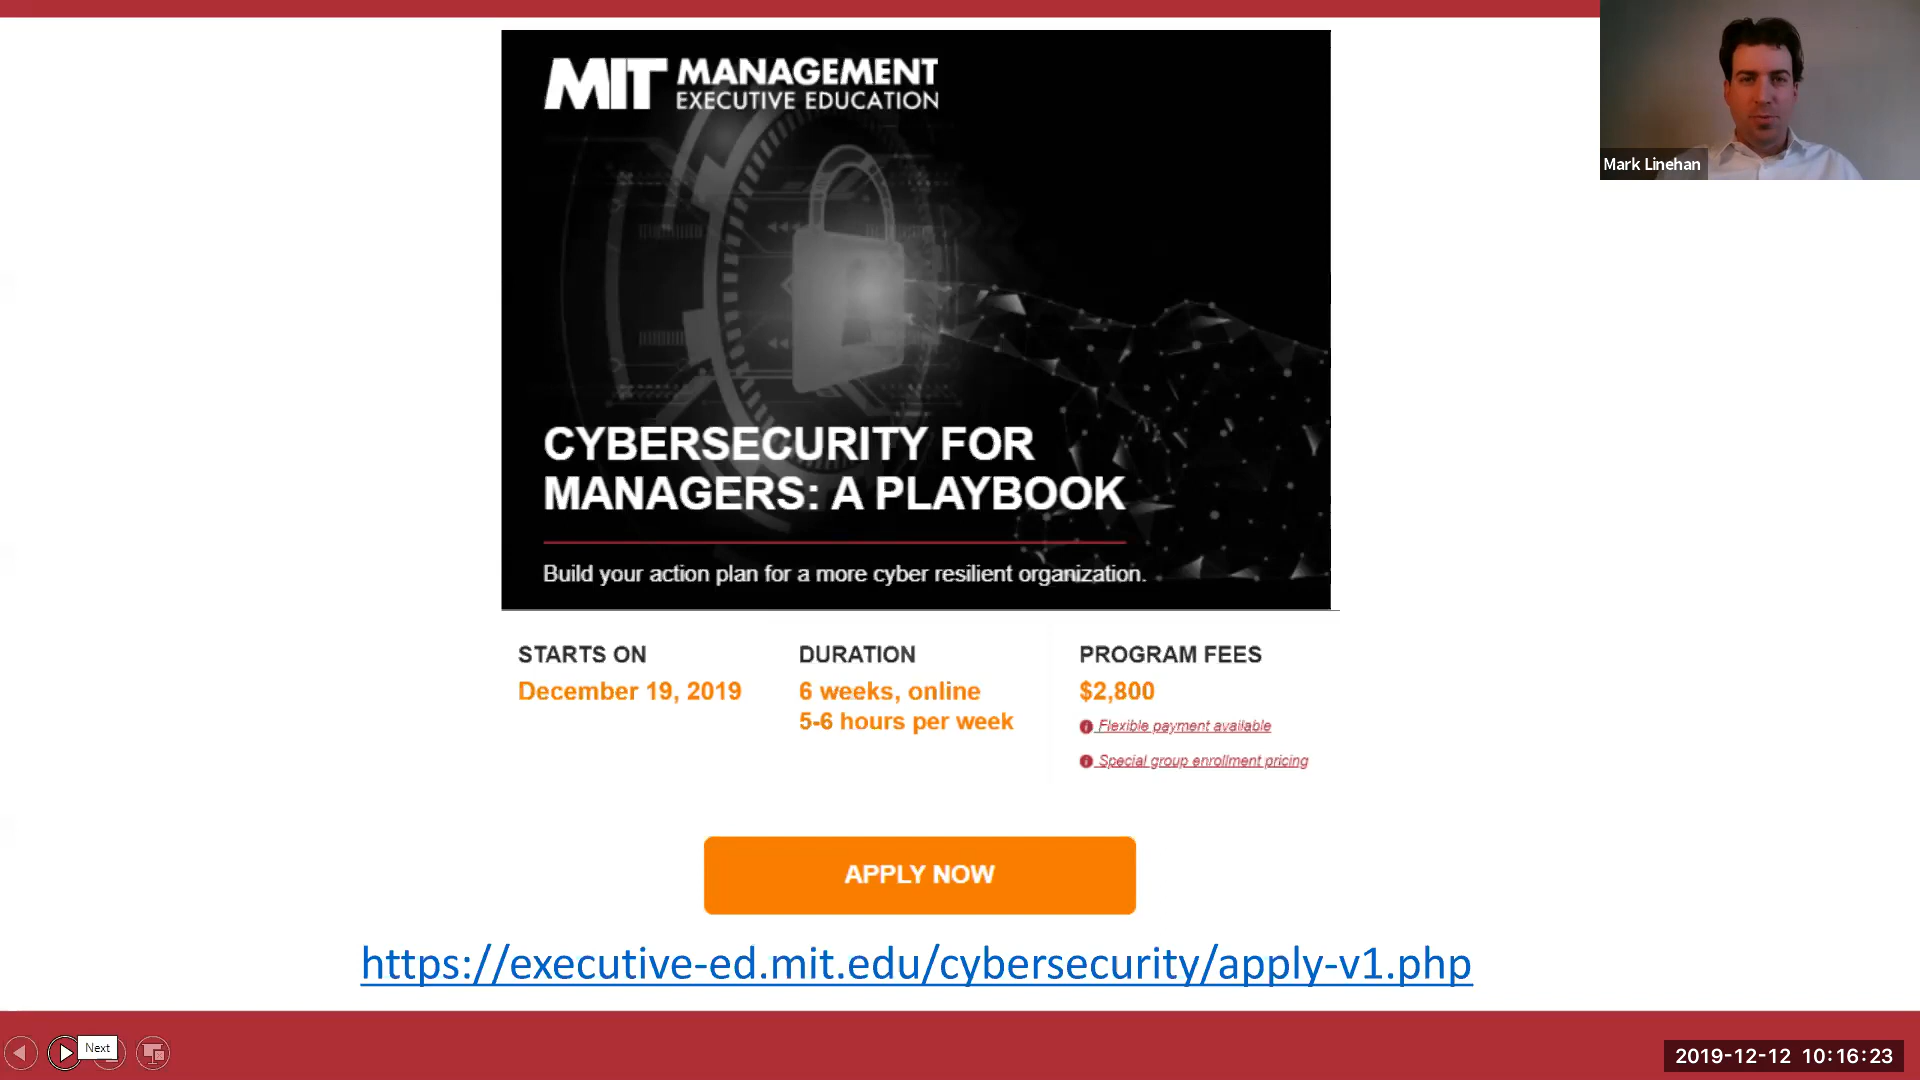 MIT MANAGEMENT
EXECUTIVE EDUCATION
Mark Linehan
CYBERSECURITY FOR
MANAGERS: A PLAYBOOK
Build your action plan for a more cyber resilient organization.
STARTS ON
December 19, 2019
DURATION
6 weeks, online
5-6 hours per week
PROGRAM FEES
$2,800
Flexible payment available
Special group enrollment pricing
APPLY NOW
https://executive-ed.mit.edu/cybersecurity/apply-v1.php
Next
2019-12-12 10:16:23